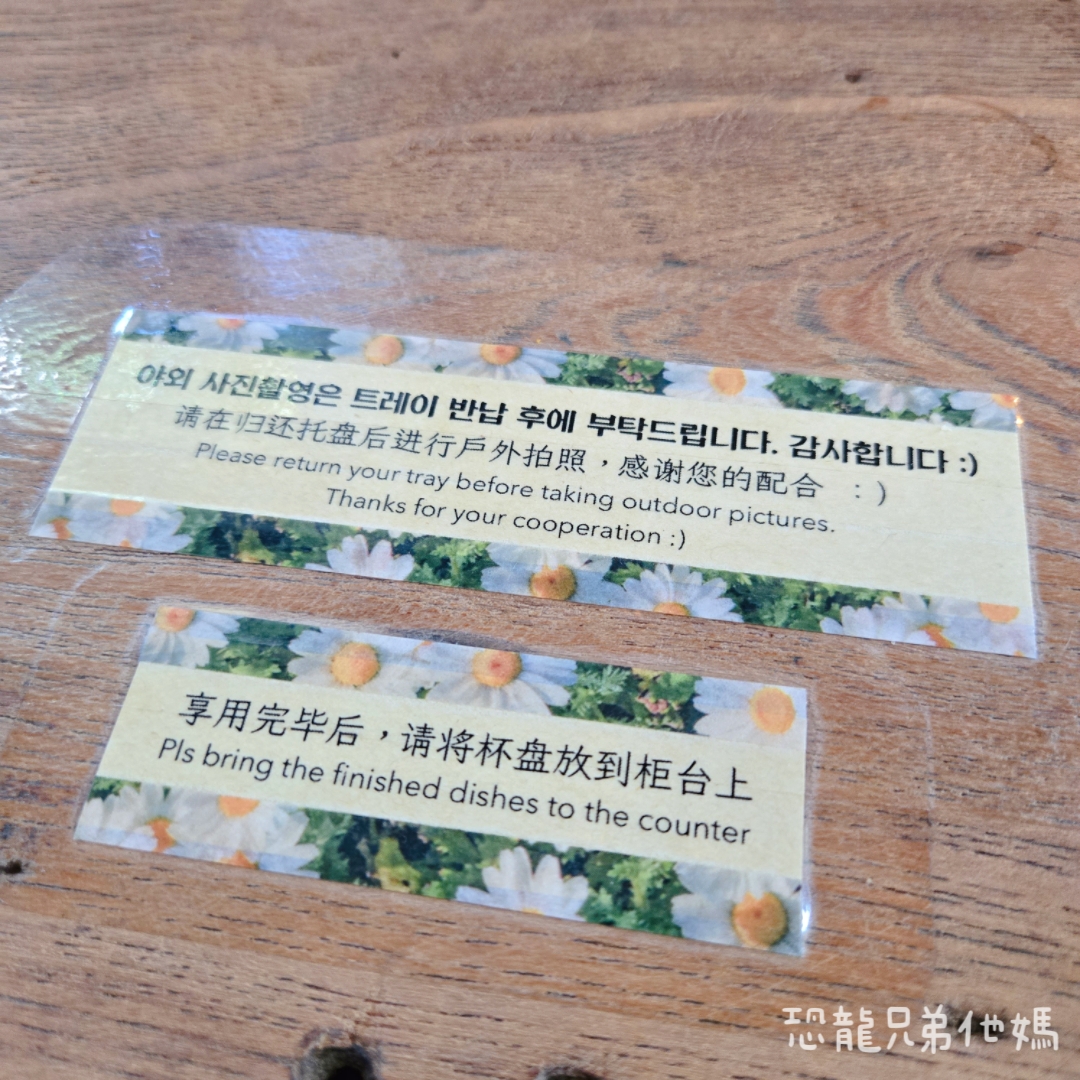 야외 사진촬영은 트레이 반납 후에 부탁드립니다. 감사합니다 :)
请在归还托盘后进行戶外拍照，感谢您的配合 ：)
Please return your tray before taking outdoor pictures.
Thanks for your cooperation :)
享用完毕后，请将杯盘放到柜台上
Pls bring the finished dishes to the counter
恐龍兄弟他媽